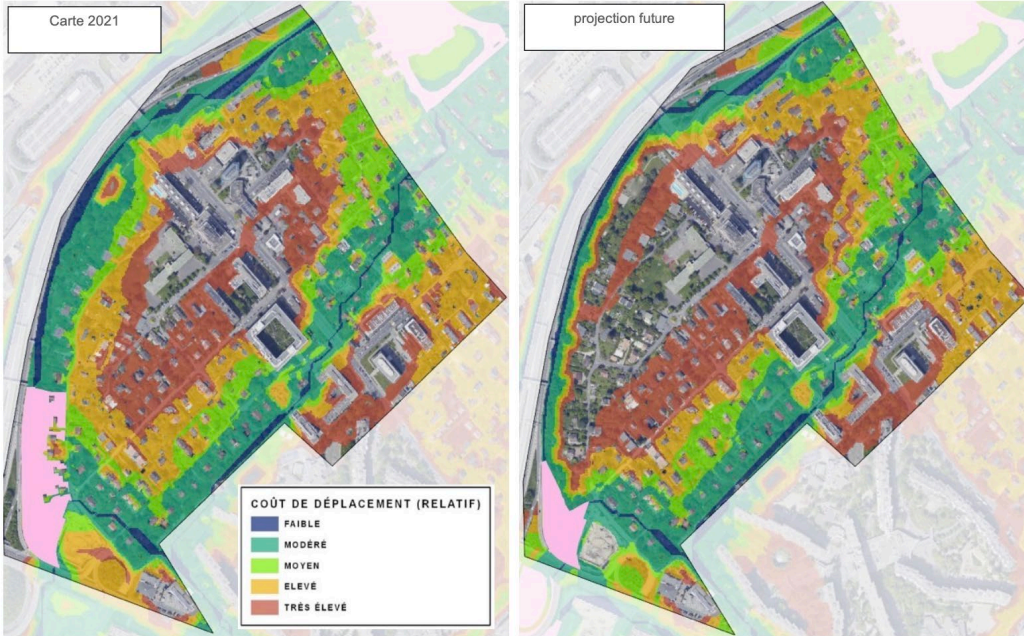 Carte 2021
projection future
COÛT DE DÉPLACEMENT (RELATIF)
FAIBLE
MODÉRÉ
MOYEN
ELEVÉ
TRÈS ÉLEVÉ